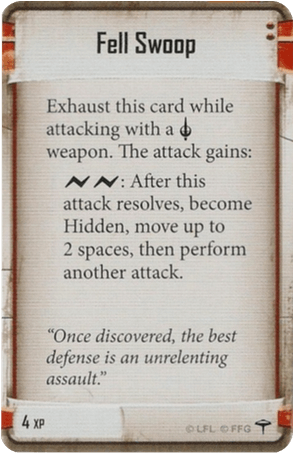 Fell Swoop
Exhaust this card while
attacking with a
weapon. The attack gains:
: After this
attack resolves, become
Hidden, move up to
2 spaces, then perform
another attack.
“Once discovered, the best
defense is an unrelenting
assault.”
4 XP
© LFL. © FFG